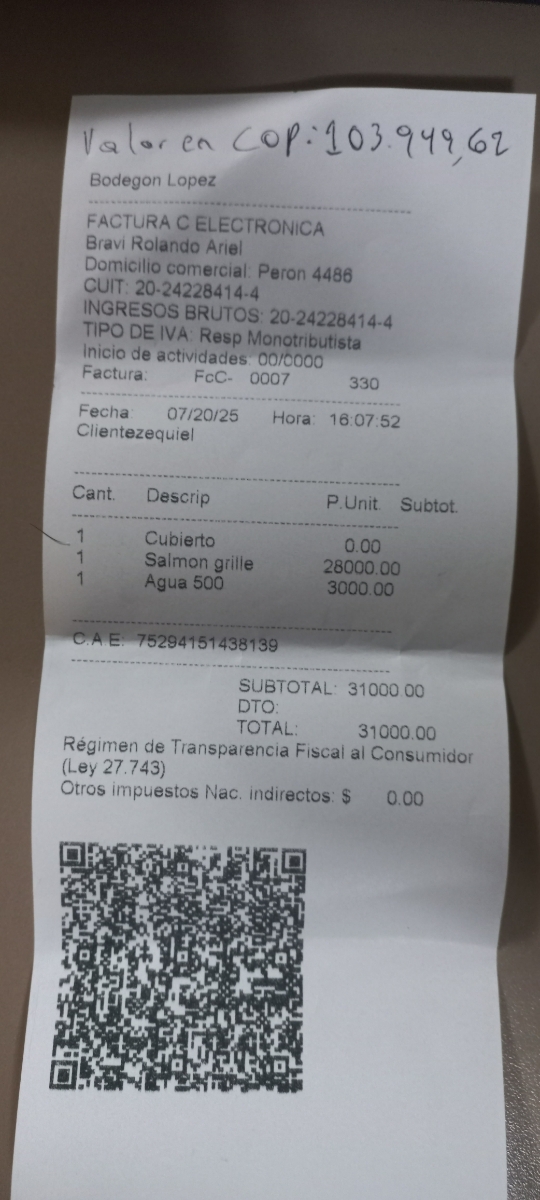 Valor en COP: 103.949,62
Bodegon Lopez
FACTURA C ELECTRONICA
Bravi Rolando Ariel
Domicilio comercial: Peron 4486
CUIT: 20-24228414-4
INGRESOS BRUTOS: 20-24228414-4
TIPO DE IVA: Resp Monotributista
Inicio de actividades: 00/0000
Factura: FcC- 0007 330
Fecha: 07/20/25 Hora: 16:07:52
Clientezequiel
Cant. Descrip P.Unit. Subtot.
1 Cubierto 0.00
1 Salmon grille 28000.00
1 Agua 500 3000.00
C.A.E: 75294151438139
SUBTOTAL: 31000.00
DTO:
TOTAL: 31000.00
Régimen de Transparencia Fiscal al Consumidor
(Ley 27.743)
Otros impuestos Nac. indirectos: $ 0.00